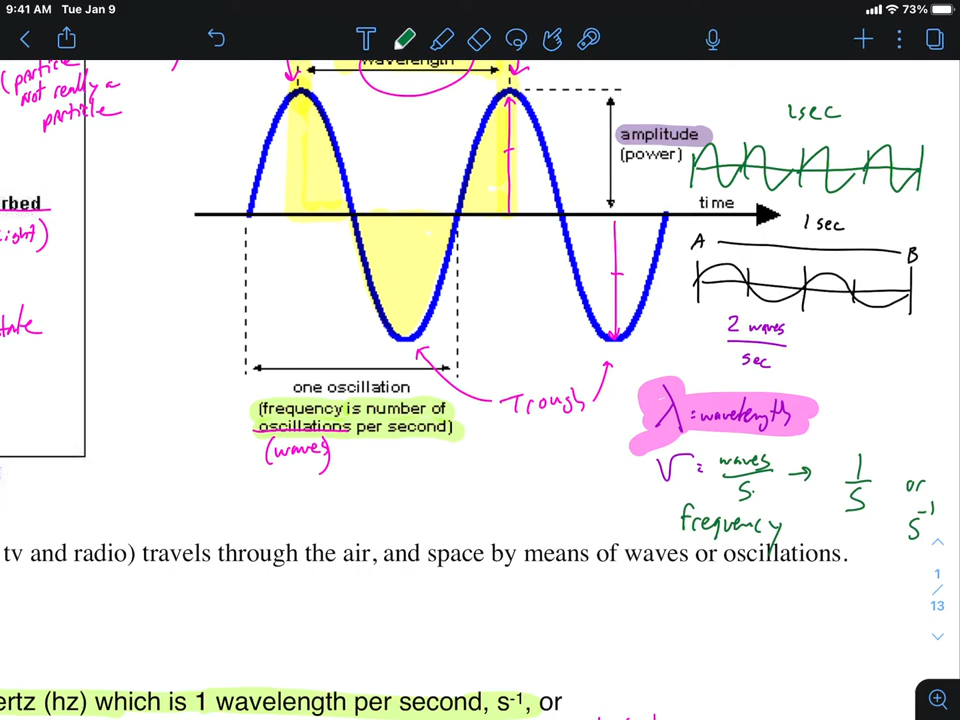 9:41 AM Tue Jan 9
73%
T
(particle
Not really a
particle
wavelength
amplitude
(power)
1sec
time
1 sec
A
B
rbed
2 waves
sec
one oscillation
(frequency is number of
oscillations per second)
(waves)
Trough
λ = wavelength
ν = waves
s
→ 1
s
or
s⁻¹
frequency
tv and radio) travels through the air, and space by means of waves or oscillations.
1
/
13
ertz (hz) which is 1 wavelength per second, s⁻¹, or